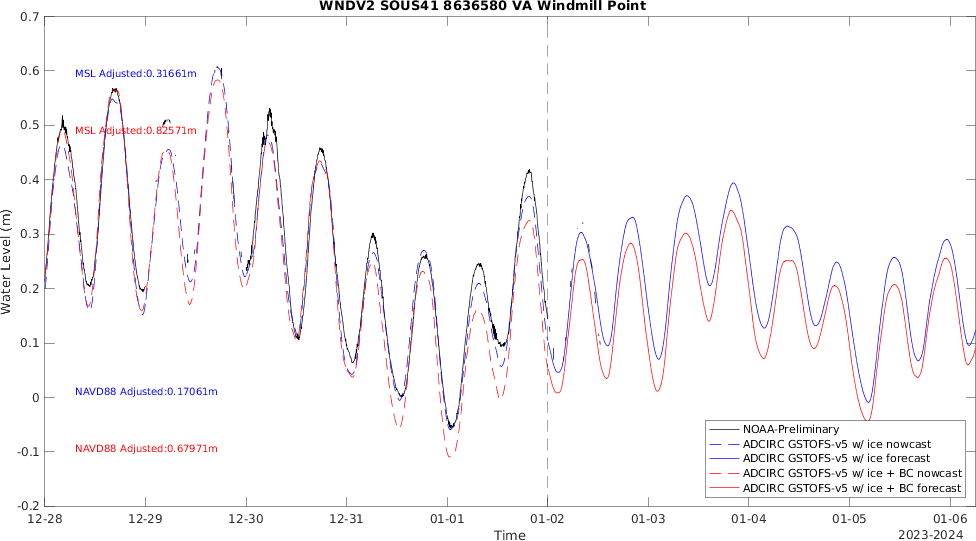 WNDV2 SOUS41 8636580 VA Windmill Point
0.7
0.6
0.5
0.4
0.3
0.2
0.1
0
-0.1
-0.2
Water Level (m)
MSL Adjusted:0.31661m
MSL Adjusted:0.82571m
NAVD88 Adjusted:0.17061m
NAVD88 Adjusted:0.67971m
NOAA-Preliminary
ADCIRC GSTOFS-v5 w/ ice nowcast
ADCIRC GSTOFS-v5 w/ ice forecast
ADCIRC GSTOFS-v5 w/ ice + BC nowcast
ADCIRC GSTOFS-v5 w/ ice + BC forecast
12-28 12-29 12-30 12-31 01-01 01-02 01-03 01-04 01-05 01-06
Time
2023-2024